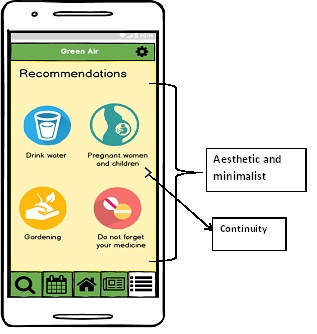 Green Air
Recommendations
Drink water
Pregnant women
and children
Gardening
Do not forget
your medicine
Aesthetic and
minimalist
Continuity